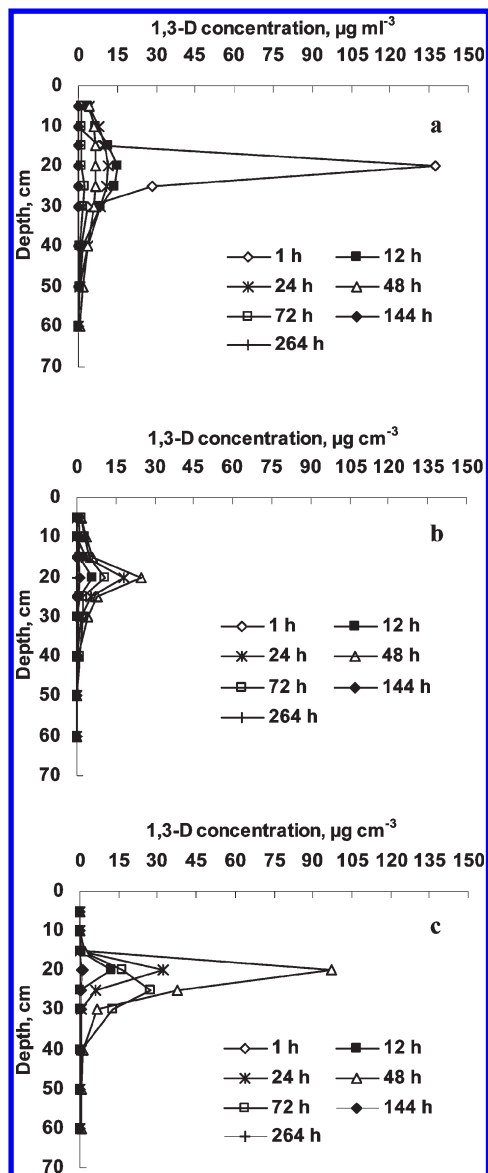 1,3-D concentration, µg ml-3
0 15 30 45 60 75 90 105 120 135 150
0
10
20
30
40
50
60
70
Depth, cm
a
1 h 12 h
24 h 48 h
72 h 144 h
264 h
1,3-D concentration, µg cm-3
0 15 30 45 60 75 90 105 120 135 150
0
10
20
30
40
50
60
70
Depth, cm
b
1 h 12 h
24 h 48 h
72 h 144 h
264 h
1,3-D concentration, µg cm-3
0 15 30 45 60 75 90 105 120 135 150
0
10
20
30
40
50
60
70
Depth, cm
c
1 h 12 h
24 h 48 h
72 h 144 h
264 h